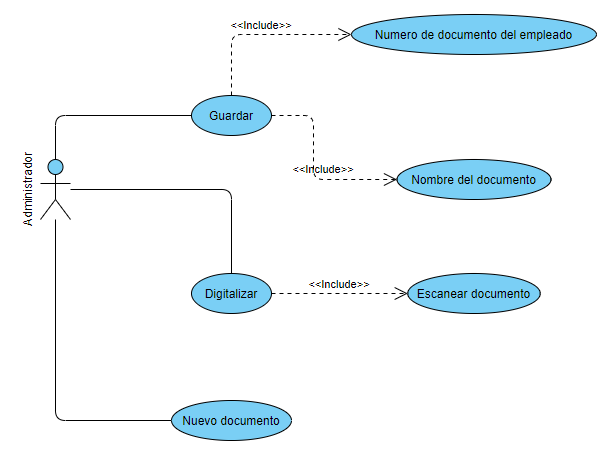 <<Include>>
Numero de documento del empleado
Guardar
Administrador
<<Include>>
Nombre del documento
<<Include>>
Digitalizar
Escanear documento
Nuevo documento